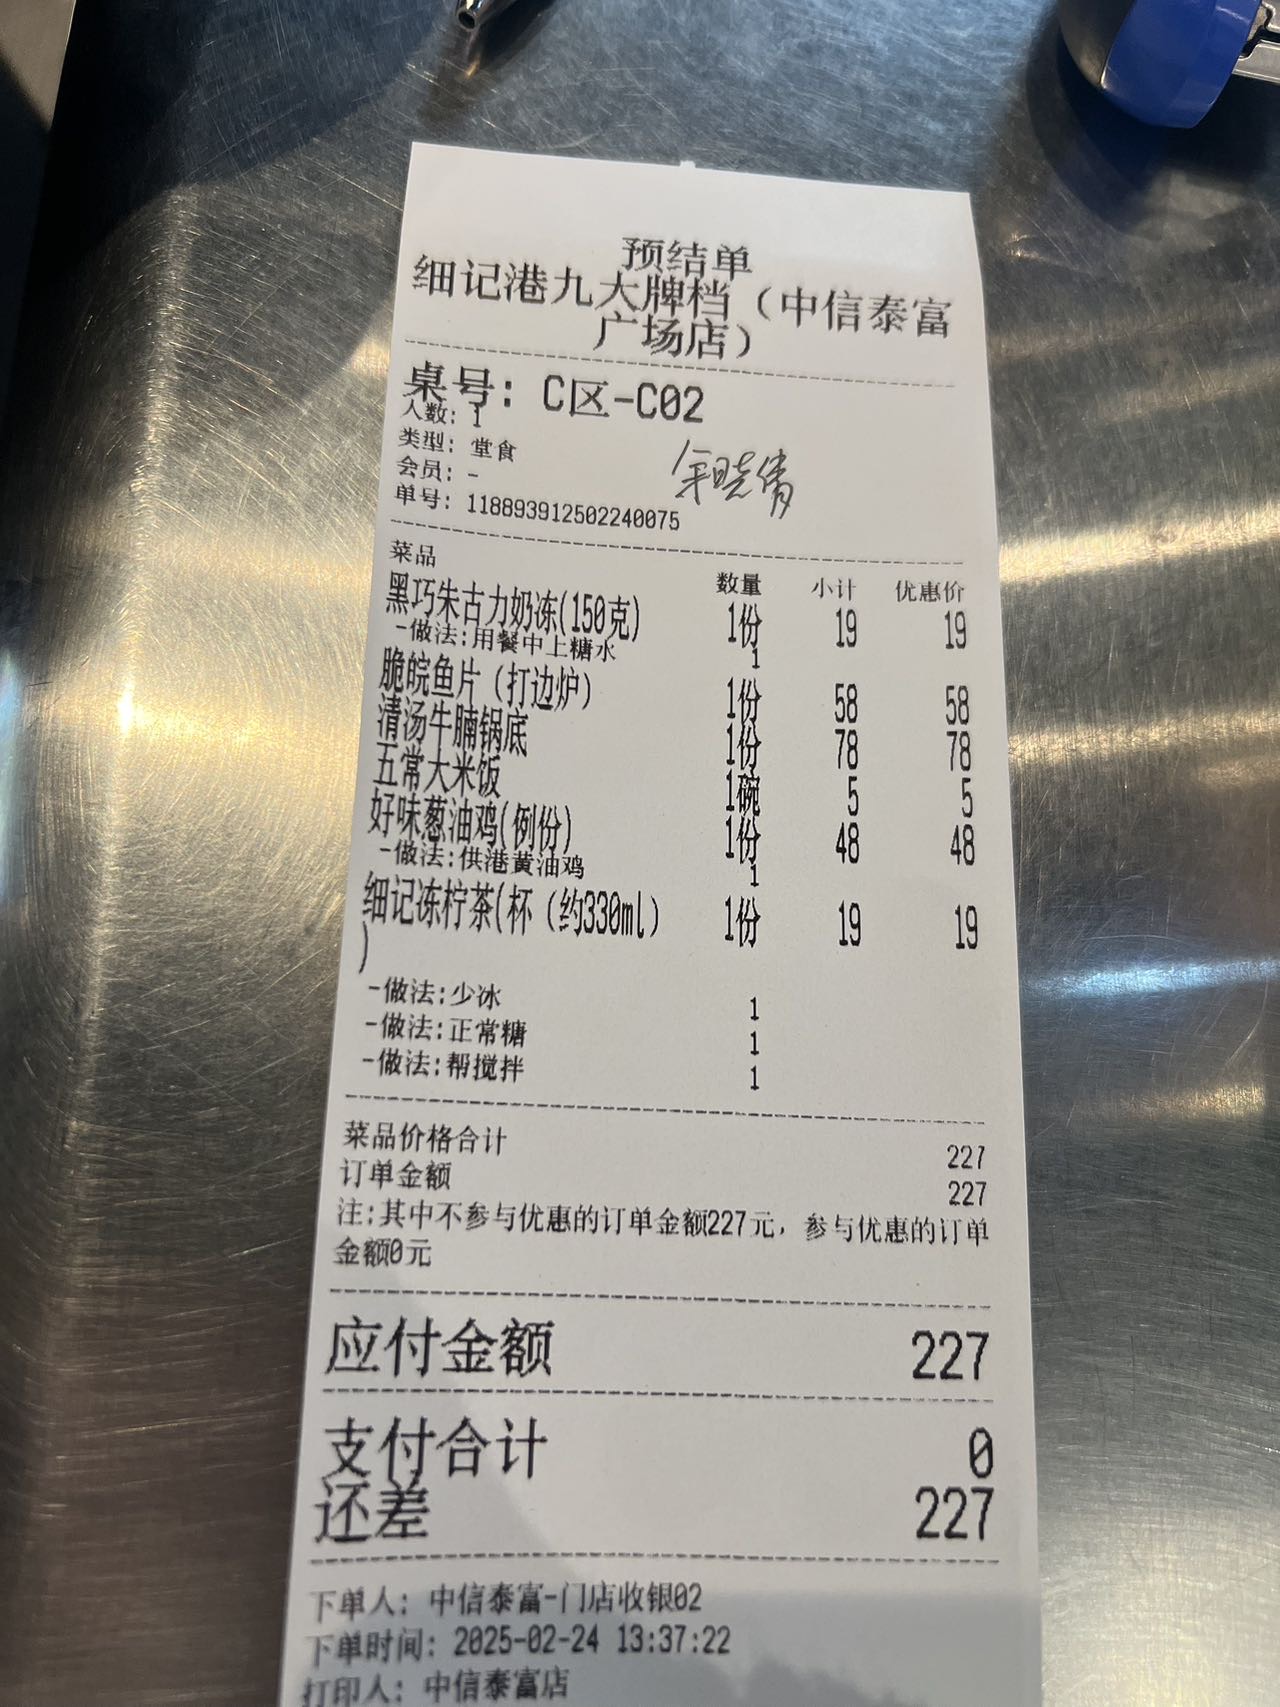 预结单
细记港九大牌档（中信泰富
广场店）
桌号：C区-C02
人数：1
类型：堂食
会员：-
单号：118893912502240075
菜品 数量 小计 优惠价
黑巧朱古力奶冻(150克) 1份 19 19
-做法:用餐中上糖水 1
脆皖鱼片（打边炉） 1份 58 58
清汤牛腩锅底 1份 78 78
五常大米饭 1碗 5 5
好味葱油鸡(例份) 1份 48 48
-做法:供港黄油鸡 1
细记冻柠茶(杯（约330ml） 1份 19 19
)
-做法:少冰 1
-做法:正常糖 1
-做法:帮搅拌 1
菜品价格合计 227
订单金额 227
注:其中不参与优惠的订单金额227元，参与优惠的订单
金额0元
应付金额 227
支付合计 0
还差 227
下单人：中信泰富-门店收银02
下单时间：2025-02-24 13:37:22
打印人：中信泰富店